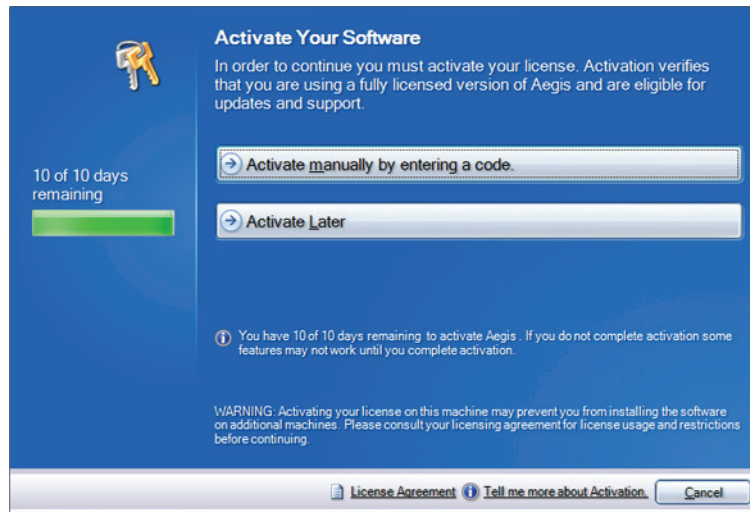 Activate Your Software
In order to continue you must activate your license. Activation verifies
that you are using a fully licensed version of Aegis and are eligible for
updates and support.
10 of 10 days
remaining
Activate manually by entering a code.
Activate Later
You have 10 of 10 days remaining to activate Aegis . If you do not complete activation some
features may not work until you complete activation.
WARNING: Activating your license on this machine may prevent you from installing the software
on additional machines. Please consult your licensing agreement for license usage and restrictions
before continuing.
License Agreement Tell me more about Activation. Cancel